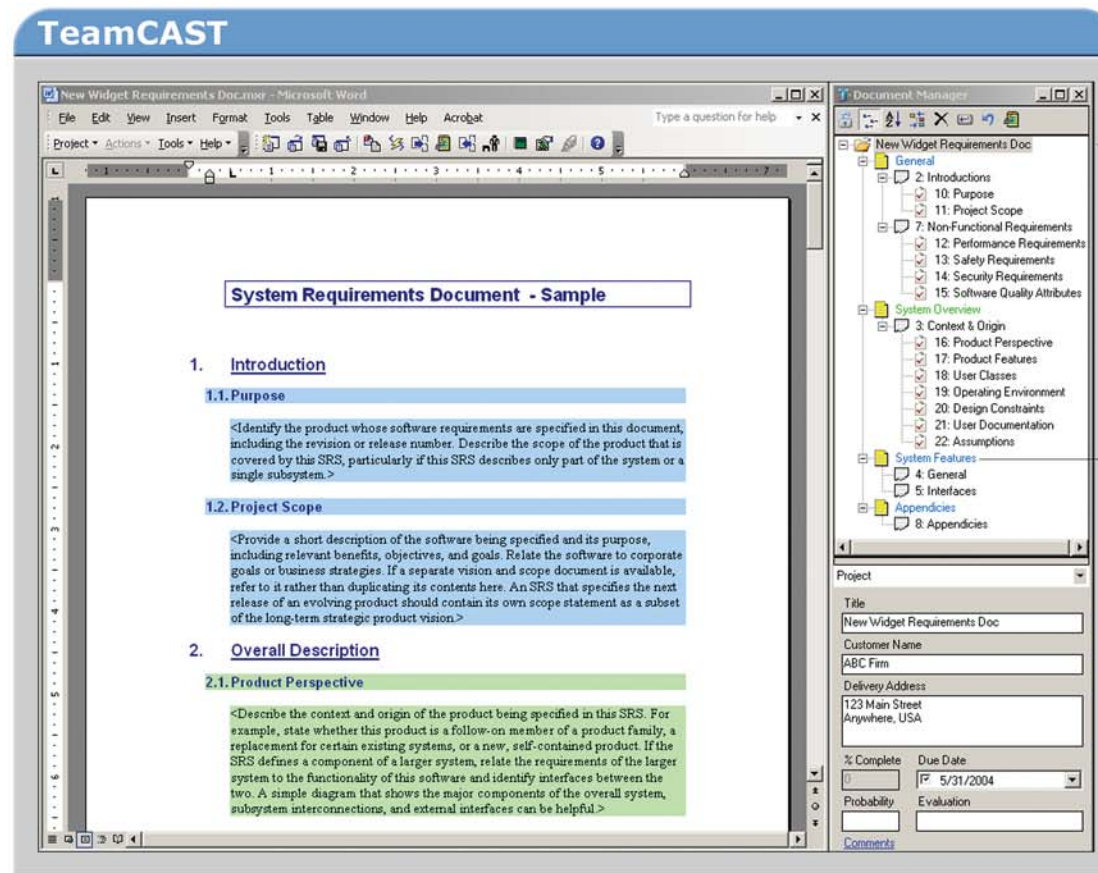 TeamCAST
New Widget Requirements Doc.mxr - Microsoft Word
File Edit View Insert Format Tools Table Window Help Acrobat Type a question for help
Project Actions Tools Help
System Requirements Document - Sample
1. Introduction
1.1. Purpose
<Identify the product whose software requirements are specified in this document,
including the revision or release number. Describe the scope of the product that is
covered by this SRS, particularly if this SRS describes only part of the system or a
single subsystem.>
1.2. Project Scope
<Provide a short description of the software being specified and its purpose,
including relevant benefits, objectives, and goals. Relate the software to corporate
goals or business strategies. If a separate vision and scope document is available,
refer to it rather than duplicating its contents here. An SRS that specifies the next
release of an evolving product should contain its own scope statement as a subset
of the long-term strategic product vision.>
2. Overall Description
2.1. Product Perspective
<Describe the context and origin of the product being specified in this SRS. For
example, state whether this product is a follow-on member of a product family, a
replacement for certain existing systems, or a new, self-contained product. If the
SRS defines a component of a larger system, relate the requirements of the larger
system to the functionality of this software and identify interfaces between the
two. A simple diagram that shows the major components of the overall system,
subsystem interconnections, and external interfaces can be helpful.>
Document Manager
New Widget Requirements Doc
General
2: Introductions
10: Purpose
11: Project Scope
7: Non-Functional Requirements
12: Performance Requirements
13: Safety Requirements
14: Security Requirements
15: Software Quality Attributes
System Overview
3: Context & Origin
16: Product Perspective
17: Product Features
18: User Classes
19: Operating Environment
20: Design Constraints
21: User Documentation
22: Assumptions
System Features
4: General
5: Interfaces
Appendicies
8: Appendicies
Project
Title
New Widget Requirements Doc
Customer Name
ABC Firm
Delivery Address
123 Main Street
Anywhere, USA
% Complete Due Date
0 5/31/2004
Probability Evaluation
Comments